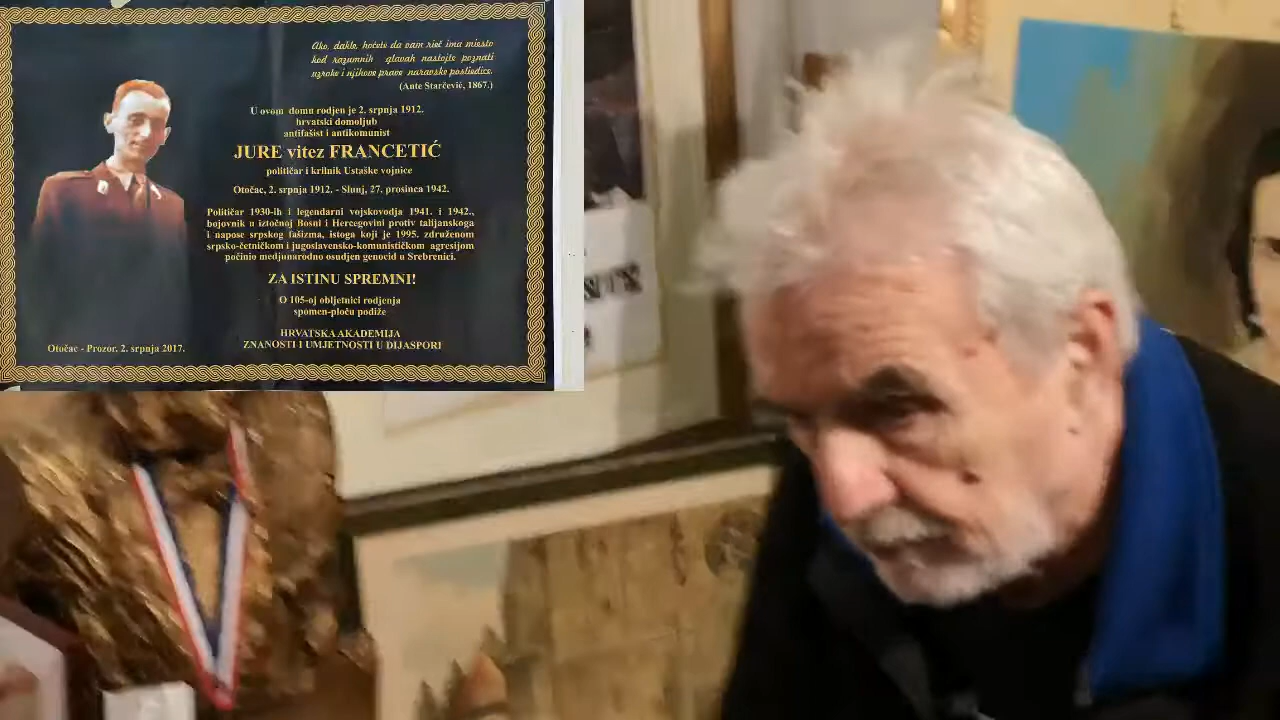 Ako, dakle, hoćete da vam rieč ima miesto
kod razumnih glavah nastojte poznati
uzroke i njihove prave naravske posliedice.
(Ante Starčević, 1867.)
U ovom domu rodjen je 2. srpnja 1912.
hrvatski domoljub
antifašist i antikomunist
JURE vitez FRANCETIĆ
političar i krilnik Ustaške vojnice
Otočac, 2. srpnja 1912. - Slunj, 27. prosinca 1942.
Političar 1930-ih i legendarni vojskovodja 1941. i 1942.,
bojovnik u iztočnoj Bosni i Hercegovini protiv talijanskoga
i napose srpskog fašizma, istoga koji je 1995. združenom
srpsko-četničkom i jugoslavensko-komunističkom agresijom
počinio medjunarodno osudjen genocid u Srebrenici.
ZA ISTINU SPREMNI!
O 105-oj obljetnici rodjenja
spomen-ploču podiže
HRVATSKA AKADEMIJA
ZNANOSTI I UMJETNOSTI U DIJASPORI
Otočac - Prozor, 2. srpnja 2017.